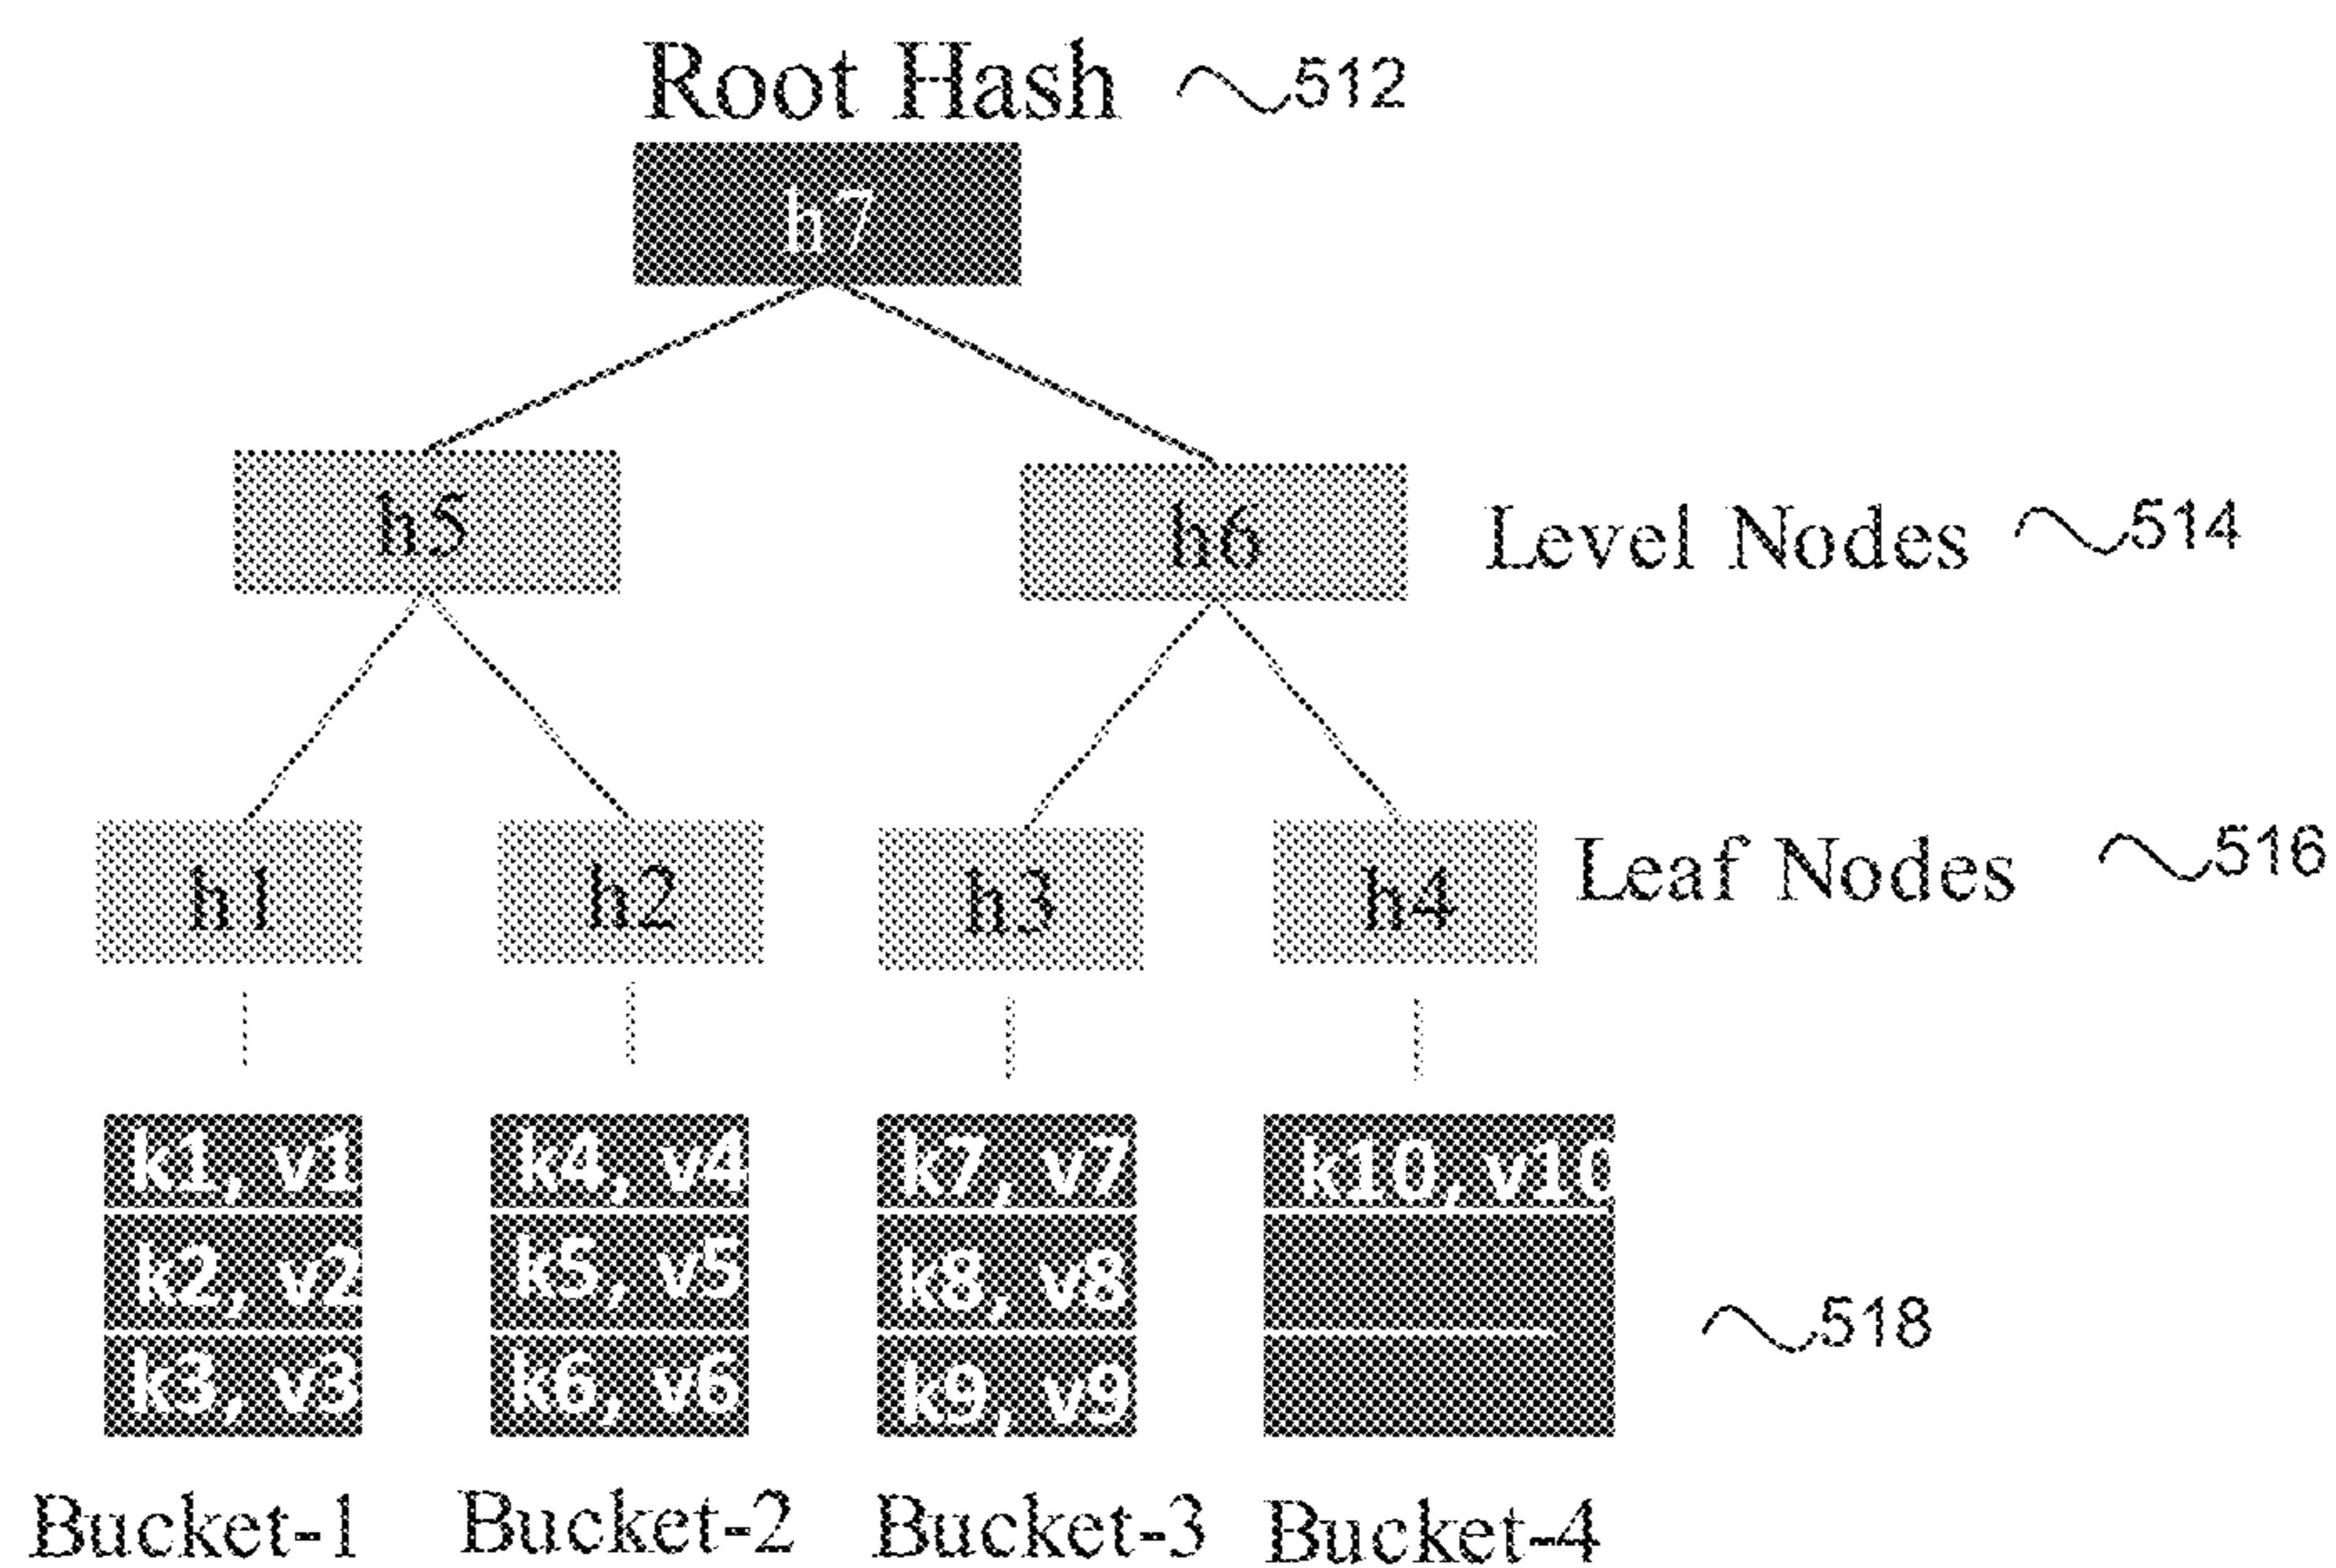 Root Hash 512
h7
h5 h6 Level Nodes 514
h1 h2 h3 h4 Leaf Nodes 516
k1, v1 k4, v4 k7, v7 k10, v10
k2, v2 k5, v5 k8, v8
k3, v3 k6, v6 k9, v9
518
Bucket-1 Bucket-2 Bucket-3 Bucket-4